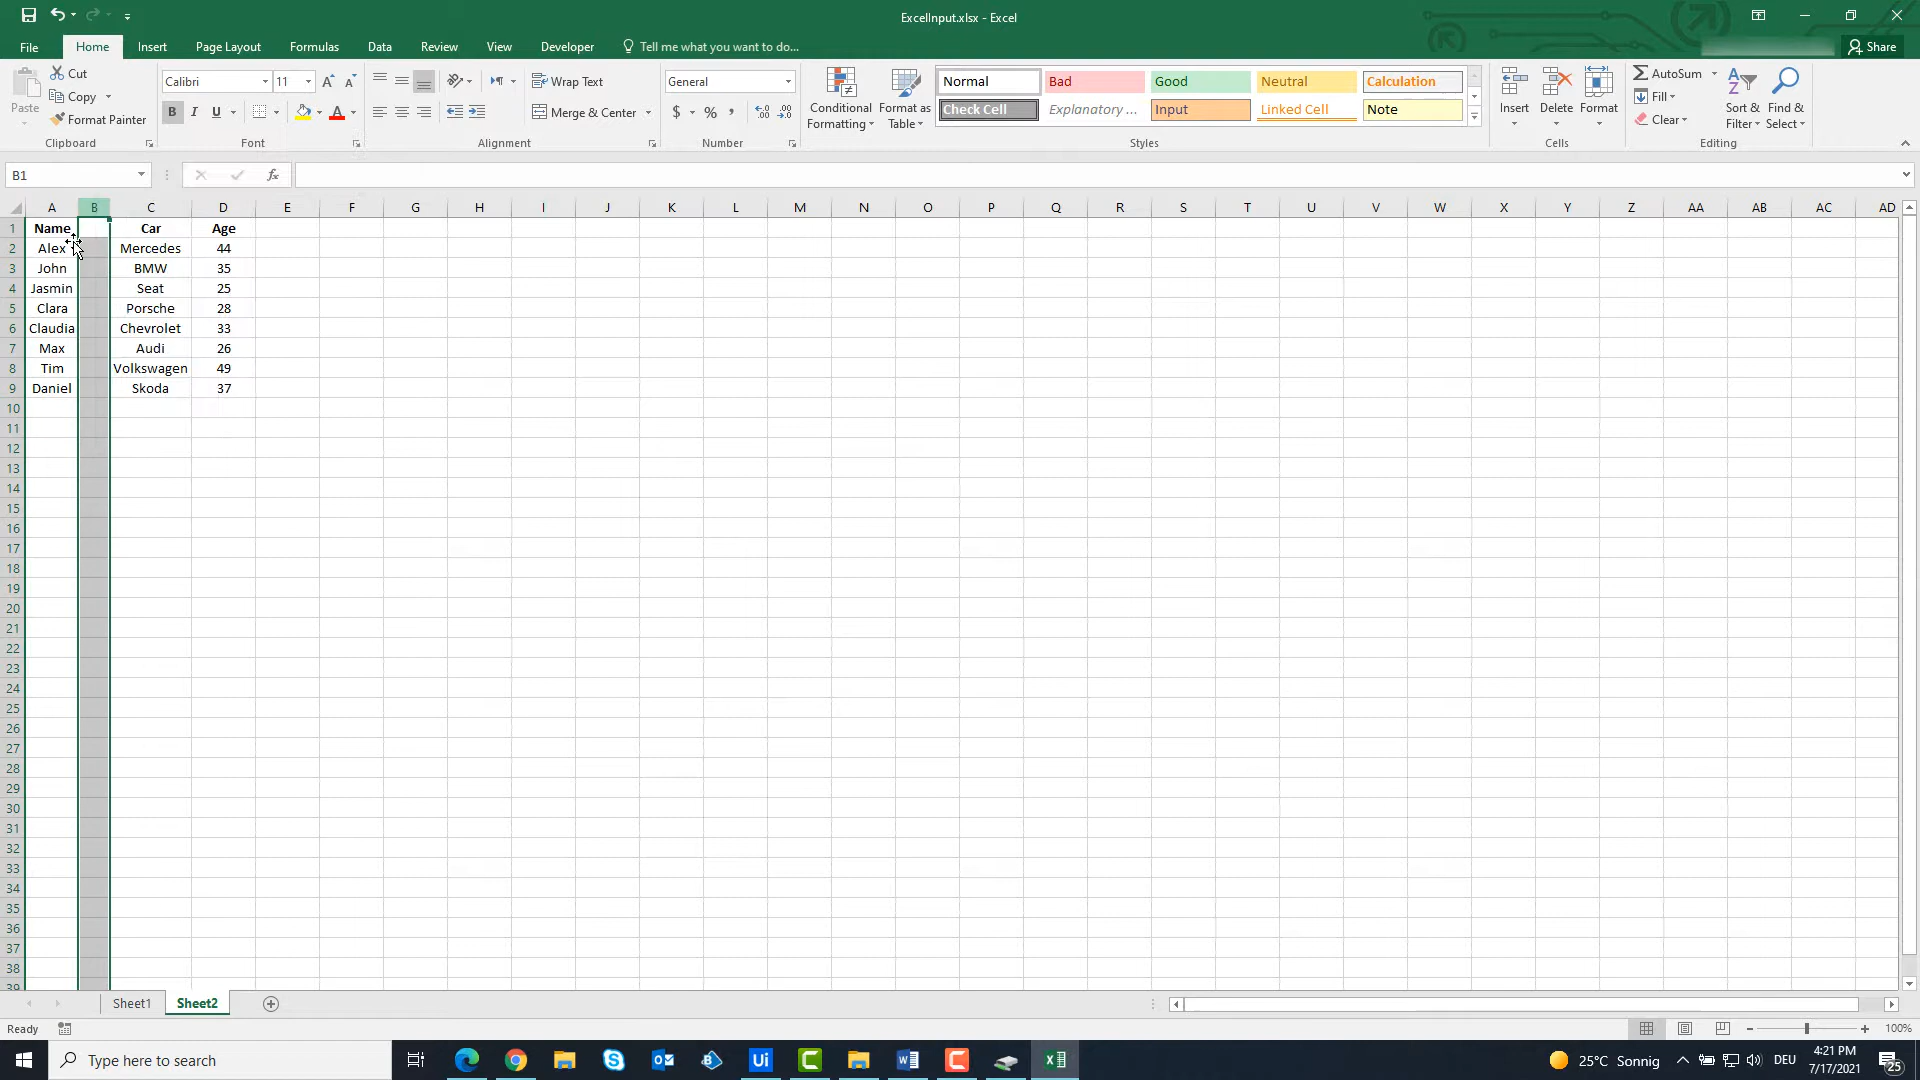 ExcelInput.xlsx - Excel
File Home Insert Page Layout Formulas Data Review View Developer Tell me what you want to do... Share
Paste Cut Calibri 11 Wrap Text General Conditional Formatting Format as Table Normal Bad Good Neutral Calculation Insert Delete Format AutoSum Sort & Filter Find & Select
Copy B I U Merge & Center $ % Check Cell Explanatory ... Input Linked Cell Note Fill
Format Painter Clear
Clipboard Font Alignment Number Styles Cells Editing
B1 fx
A B C D E F G H I J K L M N O P Q R S T U V W X Y Z AA AB AC AD
1 Name Car Age
2 Alex Mercedes 44
3 John BMW 35
4 Jasmin Seat 25
5 Clara Porsche 28
6 Claudia Chevrolet 33
7 Max Audi 26
8 Tim Volkswagen 49
9 Daniel Skoda 37
10
11
12
13
14
15
16
17
18
19
20
21
22
23
24
25
26
27
28
29
30
31
32
33
34
35
36
37
38
39
Sheet1 Sheet2
Ready 100%
Type here to search 25°C Sonnig DEU 4:21 PM
7/17/2021 25